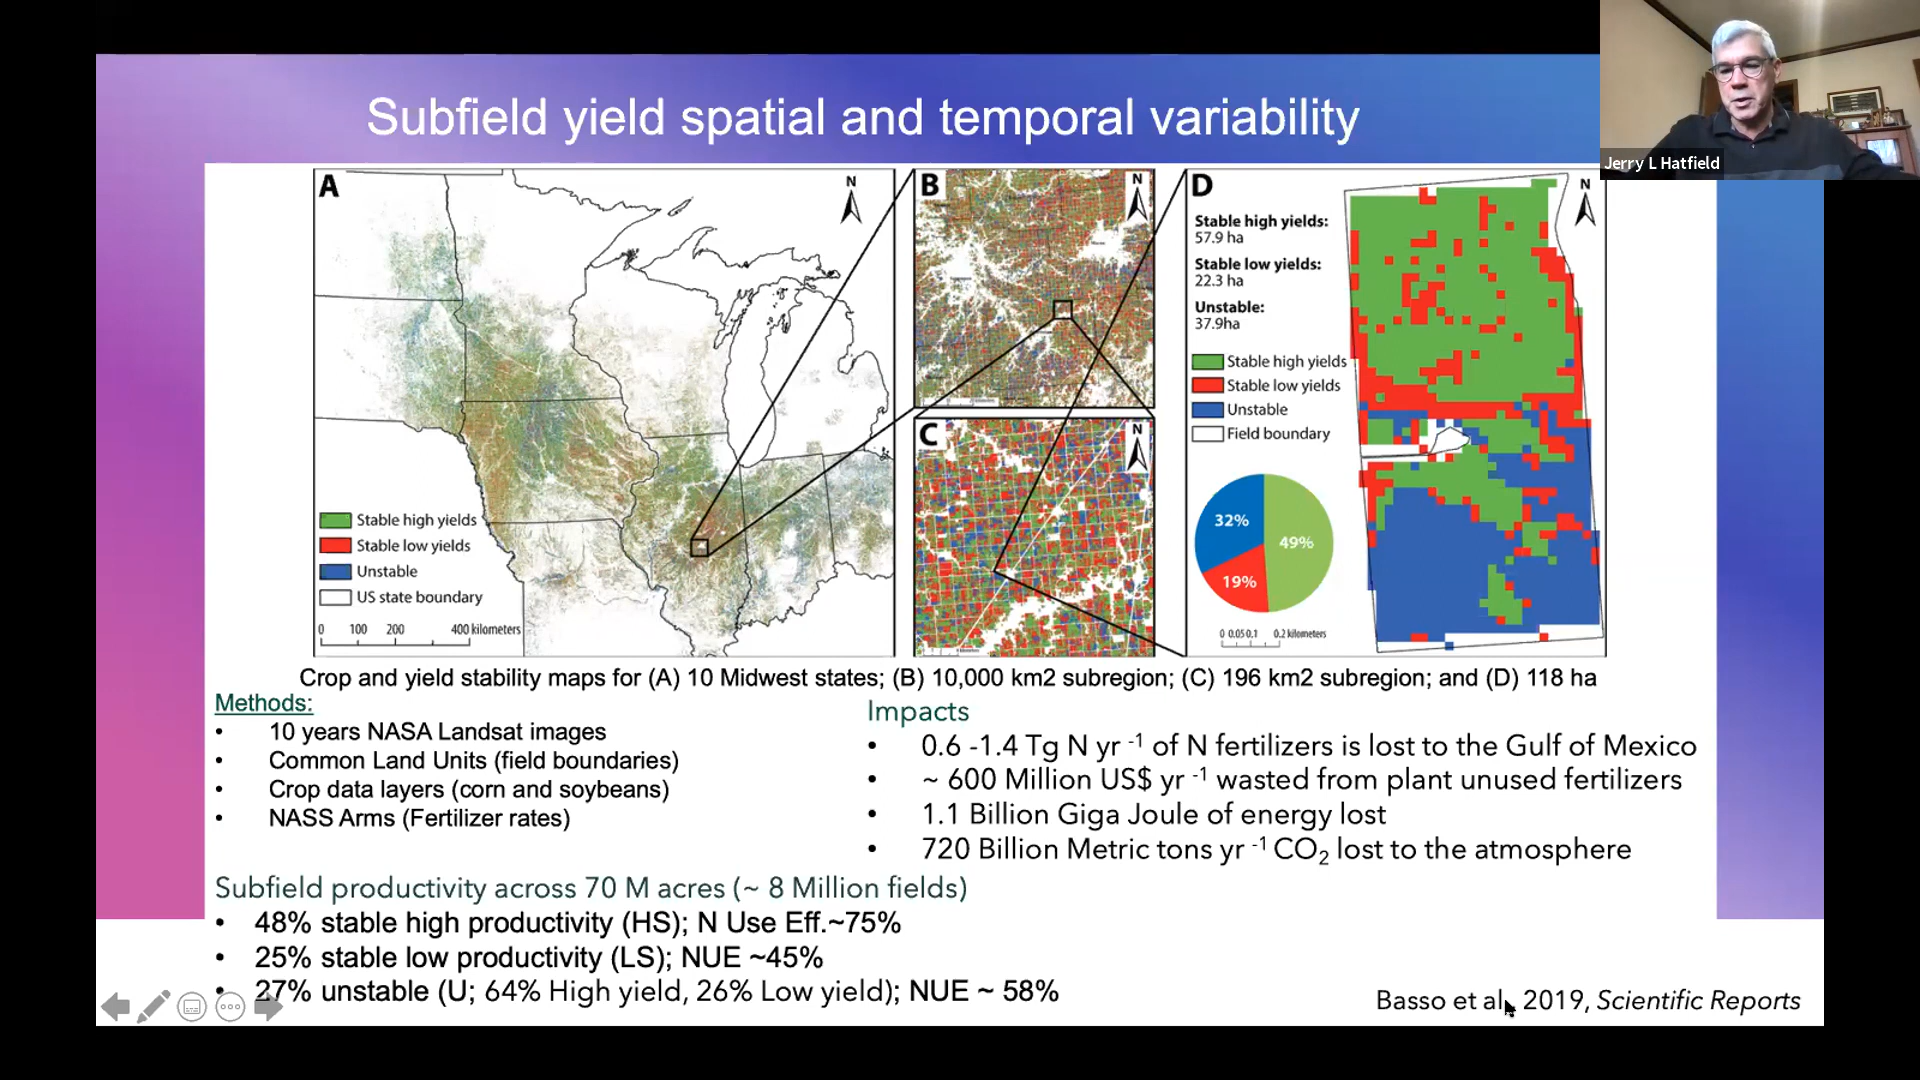 Subfield yield spatial and temporal variability
Jerry L Hatfield
A
N
Stable high yields
Stable low yields
Unstable
US state boundary
0 100 200 400 kilometers
B
N
C
N
D
N
Stable high yields:
57.9 ha
Stable low yields:
22.3 ha
Unstable:
37.9ha
Stable high yields
Stable low yields
Unstable
Field boundary
32%
49%
19%
0 0.05 0.1 0.2 kilometers
Crop and yield stability maps for (A) 10 Midwest states; (B) 10,000 km2 subregion; (C) 196 km2 subregion; and (D) 118 ha
Methods:
• 10 years NASA Landsat images
• Common Land Units (field boundaries)
• Crop data layers (corn and soybeans)
• NASS Arms (Fertilizer rates)
Impacts
• 0.6 -1.4 Tg N yr -1 of N fertilizers is lost to the Gulf of Mexico
• ~ 600 Million US$ yr -1 wasted from plant unused fertilizers
• 1.1 Billion Giga Joule of energy lost
• 720 Billion Metric tons yr -1 CO2 lost to the atmosphere
Subfield productivity across 70 M acres (~ 8 Million fields)
• 48% stable high productivity (HS); N Use Eff.~75%
• 25% stable low productivity (LS); NUE ~45%
• 27% unstable (U; 64% High yield, 26% Low yield); NUE ~ 58%
Basso et al, 2019, Scientific Reports